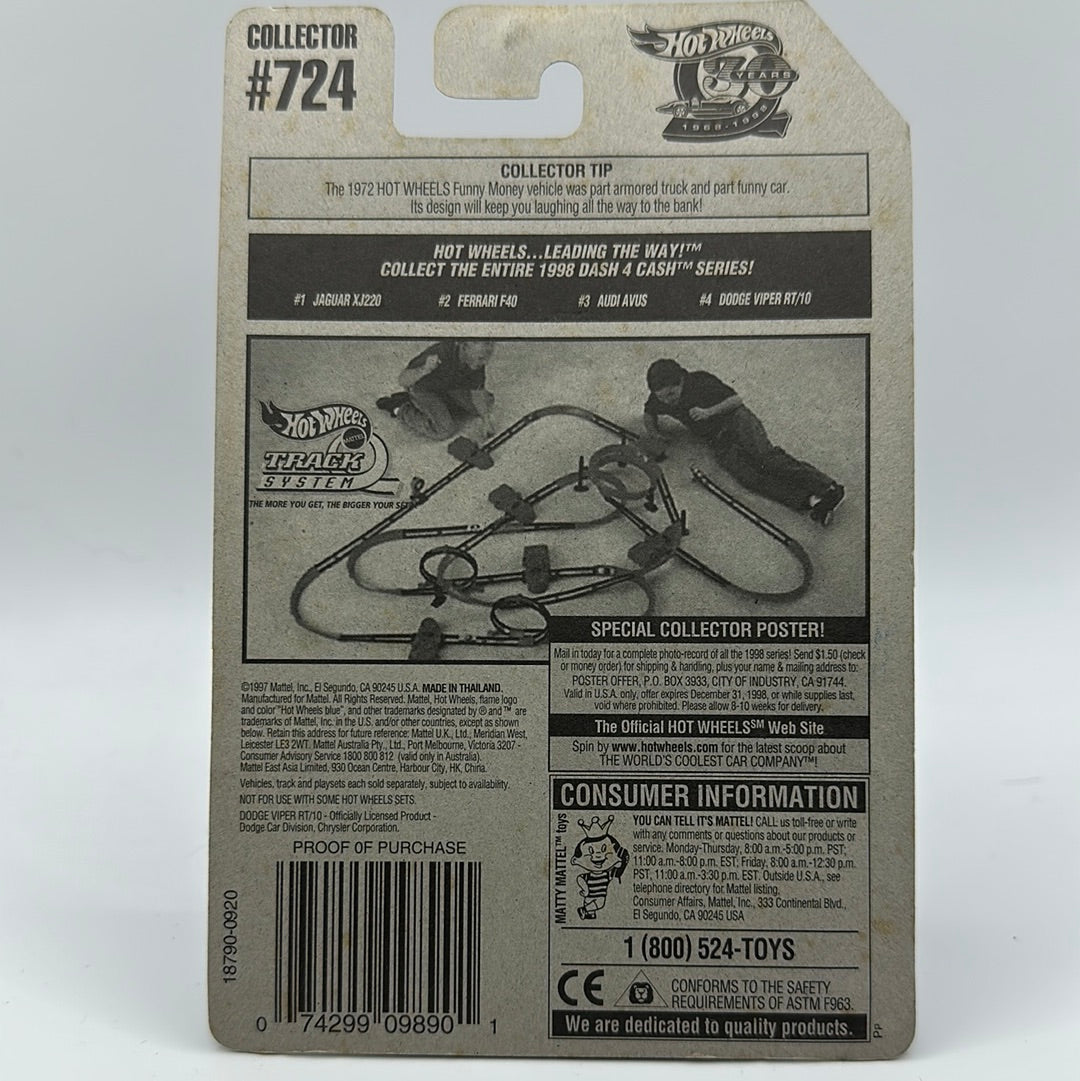 COLLECTOR
#724
HOT WHEELS
30 YEARS
1968-1998
COLLECTOR TIP
The 1972 HOT WHEELS Funny Money vehicle was part armored truck and part funny car.
Its design will keep you laughing all the way to the bank!
HOT WHEELS...LEADING THE WAY!™
COLLECT THE ENTIRE 1998 DASH 4 CASH™ SERIES!
#1 JAGUAR XJ220 #2 FERRARI F40 #3 AUDI AVUS #4 DODGE VIPER RT/10
HOT WHEELS
MATTEL
TRACK
SYSTEM
THE MORE YOU GET, THE BIGGER YOUR SET
SPECIAL COLLECTOR POSTER!
Mail in today for a complete photo-record of all the 1998 series! Send $1.50 (check
or money order) for shipping & handling, plus your name & mailing address to:
POSTER OFFER, P.O. BOX 3933, CITY OF INDUSTRY, CA 91744.
Valid in U.S.A. only, offer expires December 31, 1998, or while supplies last,
void where prohibited. Please allow 8-10 weeks for delivery.
The Official HOT WHEELS℠ Web Site
Spin by www.hotwheels.com for the latest scoop about
THE WORLD'S COOLEST CAR COMPANY™!
©1997 Mattel, Inc., El Segundo, CA 90245 U.S.A. MADE IN THAILAND.
Manufactured for Mattel. All Rights Reserved. Mattel, Hot Wheels, flame logo
and color "Hot Wheels blue", and other trademarks designated by ® and ™ are
trademarks of Mattel, Inc. in the U.S. and/or other countries, except as shown
below. Retain this address for future reference: Mattel U.K., Ltd., Meridian West,
Leicester LE3 2WT. Mattel Australia Pty., Ltd., Port Melbourne, Victoria 3207 -
Consumer Advisory Service 1800 800 812 (valid only in Australia).
Mattel East Asia Limited, 930 Ocean Centre, Harbour City, HK, China.
Vehicles, track and playsets each sold separately, subject to availability.
NOT FOR USE WITH SOME HOT WHEELS SETS.
DODGE VIPER RT/10 - Officially Licensed Product -
Dodge Car Division, Chrysler Corporation.
PROOF OF PURCHASE
18790-0920
0 74299 09890 1
CONSUMER INFORMATION
MATTY MATTEL™ toys
YOU CAN TELL IT'S MATTEL! CALL us toll-free or write
with any comments or questions about our products or
service. Monday-Thursday, 8:00 a.m.-5:00 p.m. PST;
11:00 a.m.-8:00 p.m. EST; Friday, 8:00 a.m.-12:30 p.m.
PST, 11:00 a.m.-3:30 p.m. EST. Outside U.S.A., see
telephone directory for Mattel listing.
Consumer Affairs, Mattel, Inc., 333 Continental Blvd.,
El Segundo, CA 90245 USA
1 (800) 524-TOYS
CE
CONFORMS TO THE SAFETY
REQUIREMENTS OF ASTM F963.
We are dedicated to quality products.
Pp